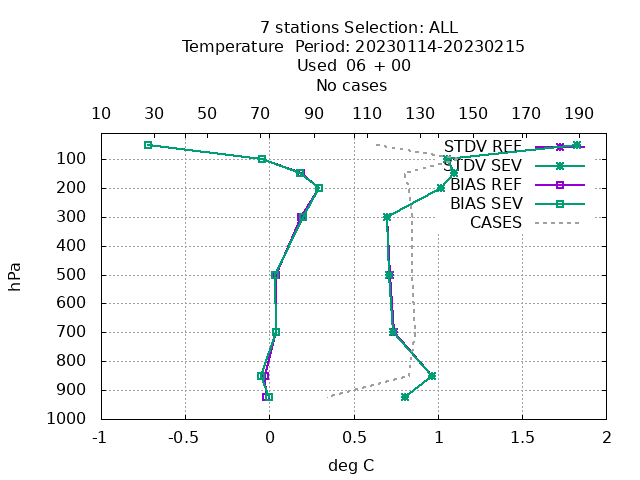 7 stations Selection: ALL
Temperature  Period: 20230114-20230215
Used  06 + 00
No cases
10 30 50 70 90 110 130 150 170 190
STDV REF
STDV SEV
BIAS REF
BIAS SEV
CASES
100
200
300
400
500
600
700
800
900
1000
hPa
-1 -0.5 0 0.5 1 1.5 2
deg C